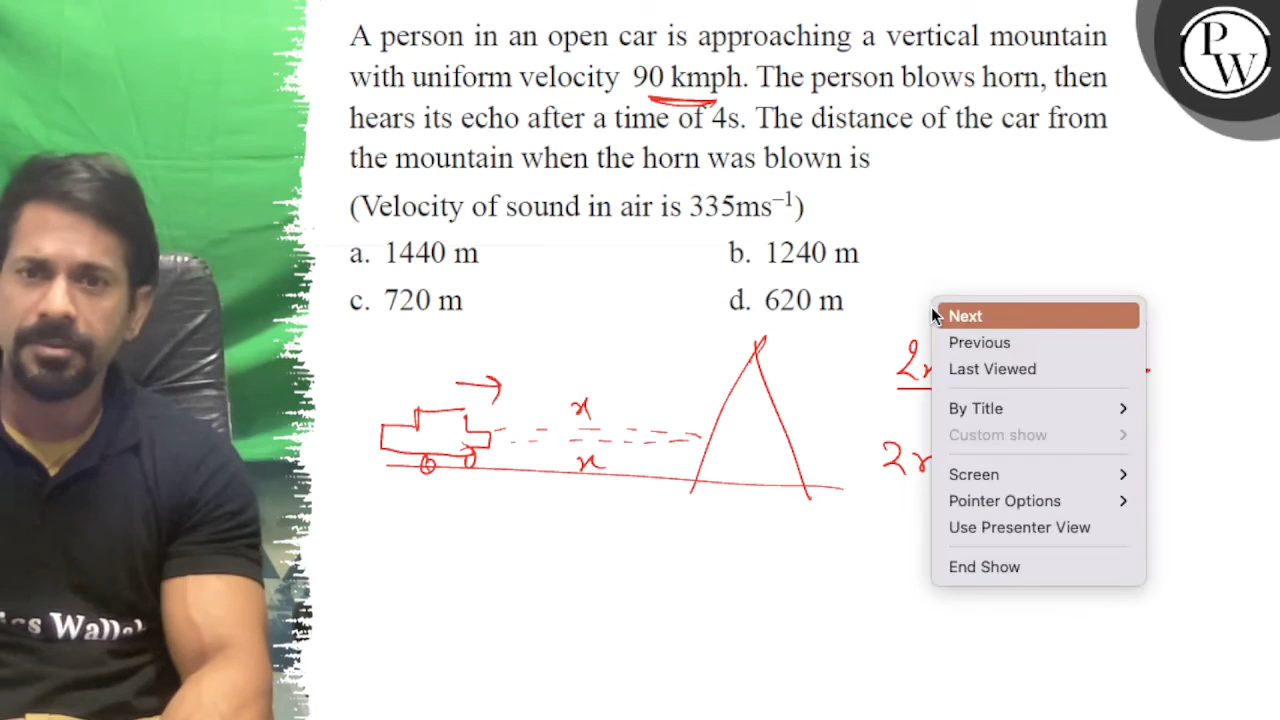 A person in an open car is approaching a vertical mountain
with uniform velocity 90 kmph. The person blows horn, then
hears its echo after a time of 4s. The distance of the car from
the mountain when the horn was blown is
(Velocity of sound in air is 335ms⁻¹)
a. 1440 m
b. 1240 m
c. 720 m
d. 620 m
P
W
Next
Previous
Last Viewed
By Title
Custom show
Screen
Pointer Options
Use Presenter View
End Show
x
x
cs Walla